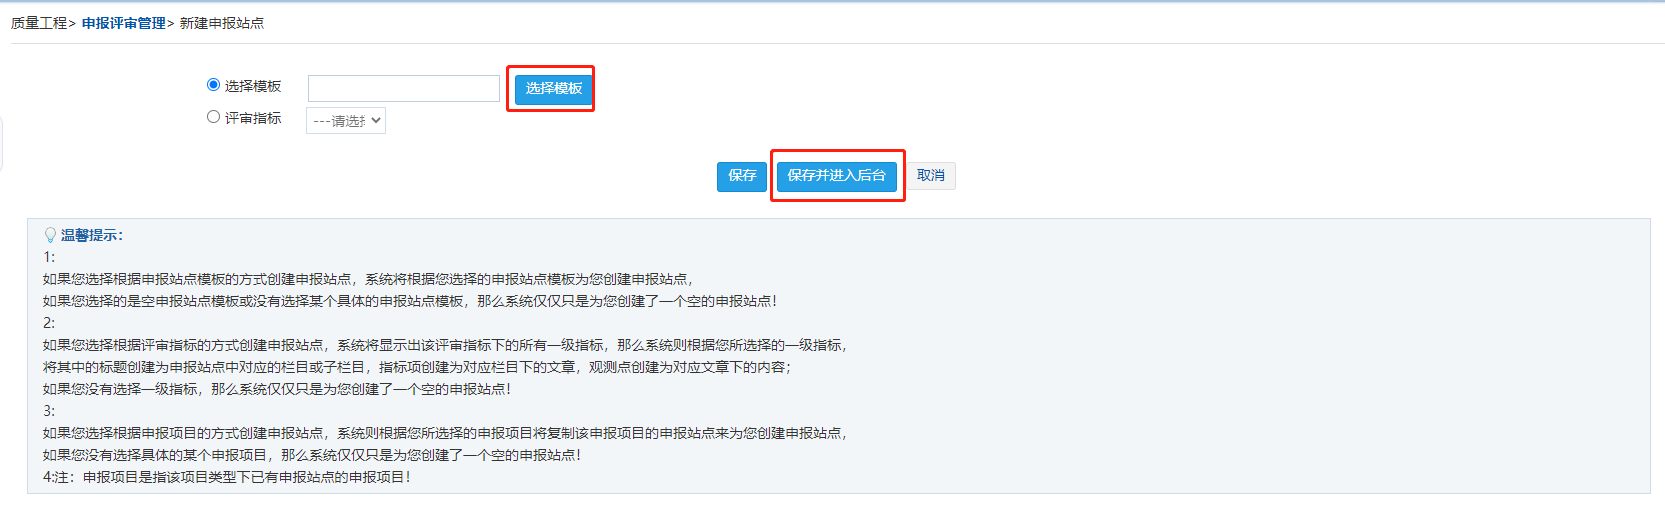 质量工程> 申报评审管理> 新建申报站点
选择模板 选择模板
评审指标 ---请选择
保存 保存并进入后台 取消
温馨提示：
1:
如果您选择根据申报站点模板的方式创建申报站点，系统将根据您选择的申报站点模板为您创建申报站点，
如果您选择的是空申报站点模板或没有选择某个具体的申报站点模板，那么系统仅仅只是为您创建了一个空的申报站点！
2:
如果您选择根据评审指标的方式创建申报站点，系统将显示出该评审指标下的所有一级指标，那么系统则根据您所选择的一级指标，
将其中的标题创建为申报站点中对应的栏目或子栏目，指标项创建为对应栏目下的文章，观测点创建为对应文章下的内容；
如果您没有选择一级指标，那么系统仅仅只是为您创建了一个空的申报站点！
3:
如果您选择根据申报项目的方式创建申报站点，系统则根据您所选择的申报项目将复制该申报项目的申报站点来为您创建申报站点，
如果您没有选择具体的某个申报项目，那么系统仅仅只是为您创建了一个空的申报站点！
4:注：申报项目是指该项目类型下已有申报站点的申报项目！